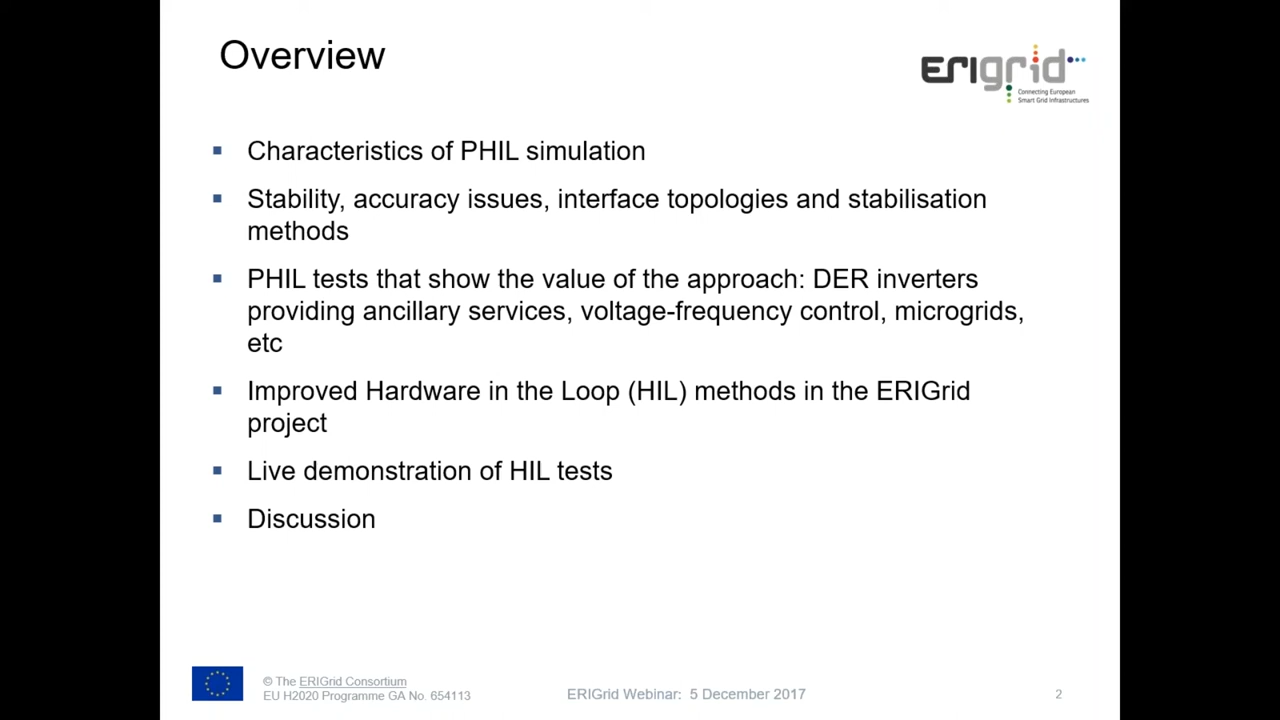 Overview
ERIgrid
Connecting European
Smart Grid Infrastructures
▪ Characteristics of PHIL simulation
▪ Stability, accuracy issues, interface topologies and stabilisation
methods
▪ PHIL tests that show the value of the approach: DER inverters
providing ancillary services, voltage-frequency control, microgrids,
etc
▪ Improved Hardware in the Loop (HIL) methods in the ERIGrid
project
▪ Live demonstration of HIL tests
▪ Discussion
© The ERIGrid Consortium
EU H2020 Programme GA No. 654113
ERIGrid Webinar: 5 December 2017
2